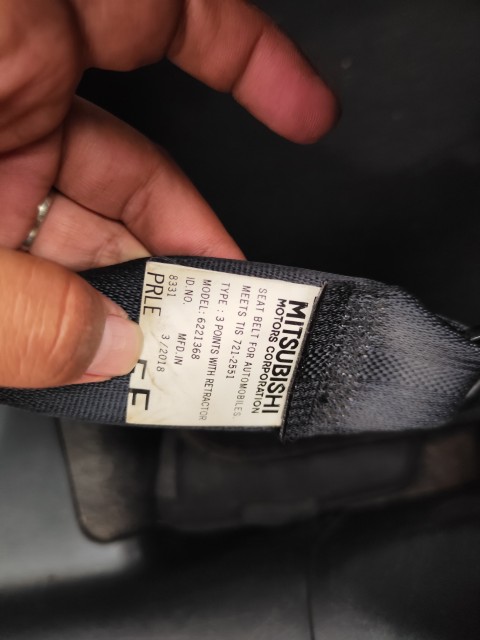 MITSUBISHI
MOTORS CORPORATION
SEAT BELT FOR AUTOMOBILES
MEETS TIS 721-2551
TYPE : 3 POINTS WITH RETRACTOR
MODEL: 6221368
ID.NO. MFD.IN
8331 3/2018
PRLE EE